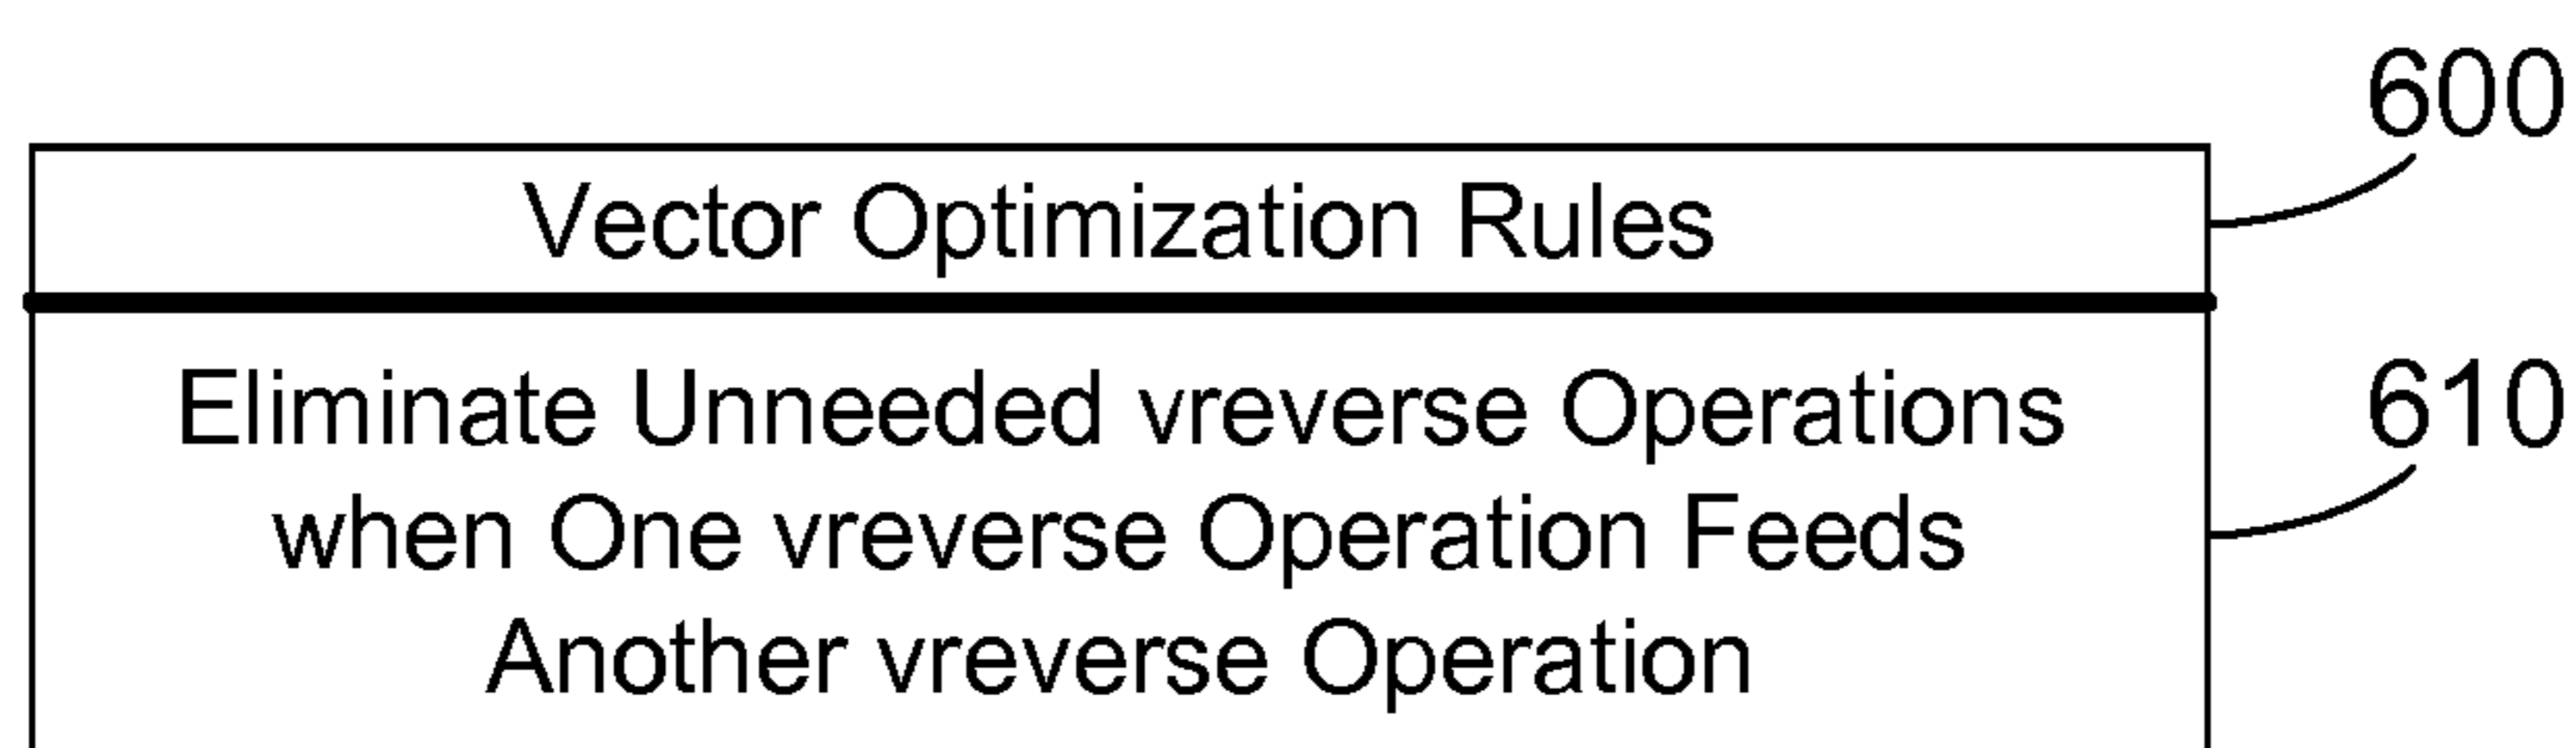 600
Vector Optimization Rules
Eliminate Unneeded vreverse Operations
610
when One vreverse Operation Feeds
Another vreverse Operation